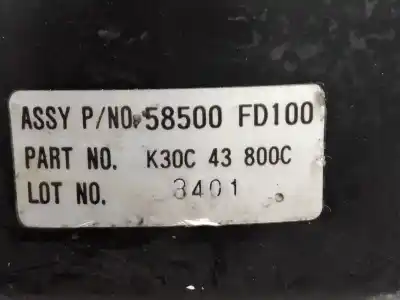 ASSY P/NO. 58500 FD100
PART NO. K30C 43 800C
LOT NO. 3401